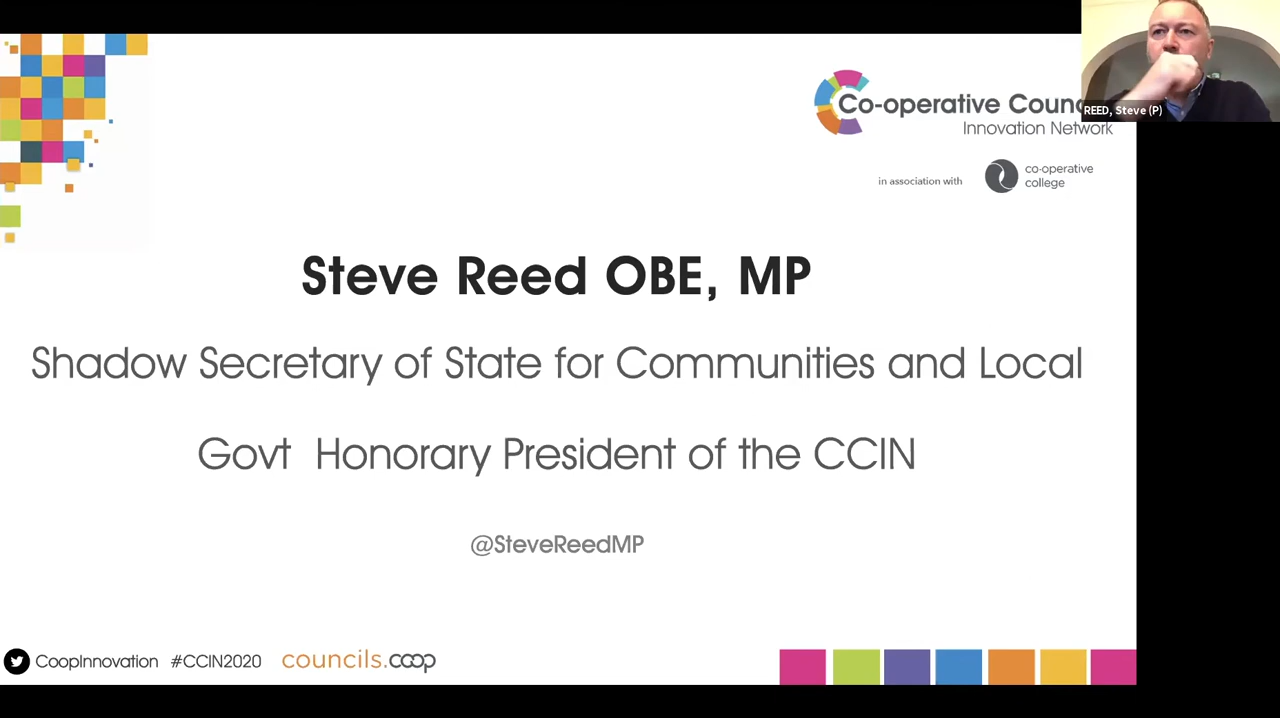 Co-operative Counc
Innovation Network
REED, Steve (P)
in association with
co-operative
college
Steve Reed OBE, MP
Shadow Secretary of State for Communities and Local
Govt Honorary President of the CCIN
@SteveReedMP
CoopInnovation #CCIN2020 councils.coop